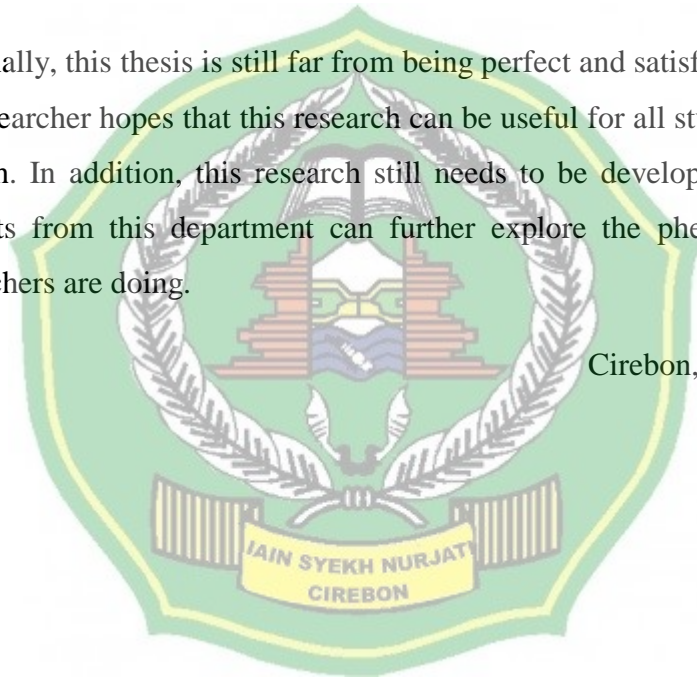 ally, this thesis is still far from being perfect and satisf
earcher hopes that this research can be useful for all st
n. In addition, this research still needs to be develop
ts from this department can further explore the phe
chers are doing.
Cirebon,
IAIN SYEKH NURJATI
CIREBON